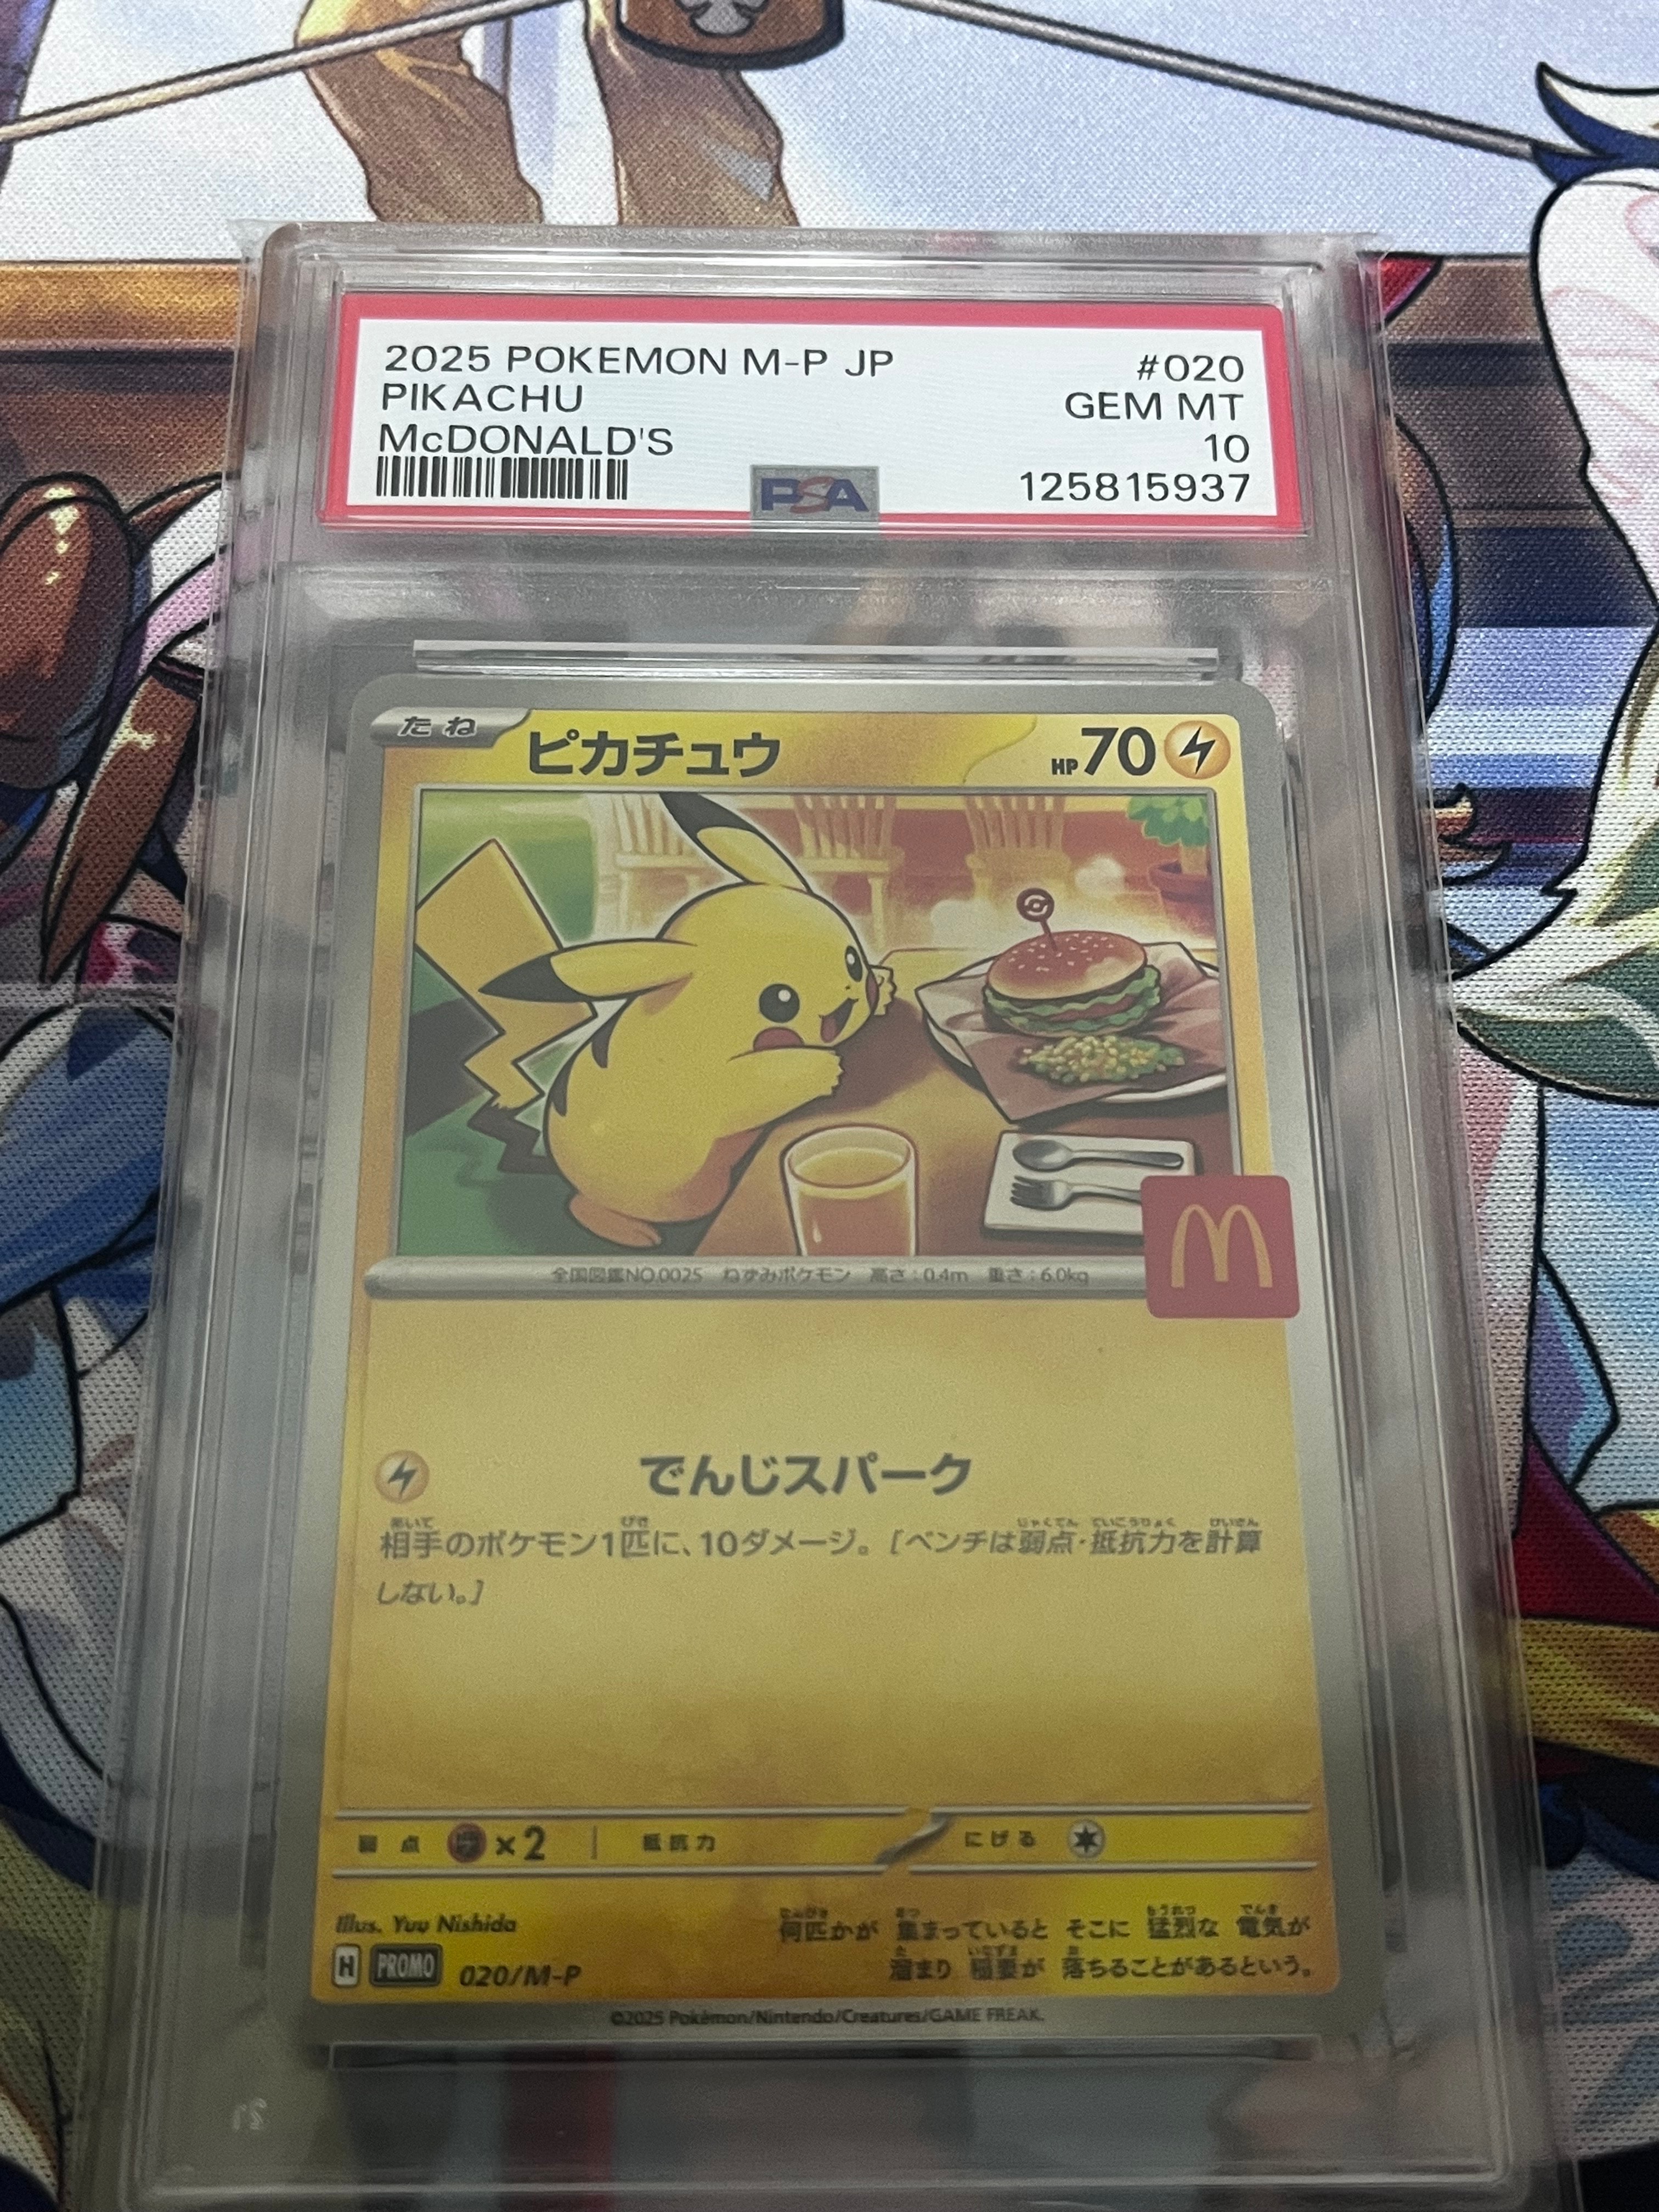 2025 POKEMON M-P JP #020
PIKACHU GEM MT
McDONALD'S 10
PSA 125815937
たね ピカチュウ HP70
全国図鑑NO.0025 ねずみポケモン 高さ:0.4m 重さ:6.0kg
でんじスパーク
相手のポケモン1匹に、10ダメージ。[ベンチは弱点・抵抗力を計算
しない。]
弱点 ×2 抵抗力 にげる
Illus. Yuu Nishida
何匹かが 集まっていると そこに 猛烈な 電気が
溜まり 稲妻が 落ちることがあるという。
H PROMO 020/M-P
©2025 Pokémon/Nintendo/Creatures/GAME FREAK.